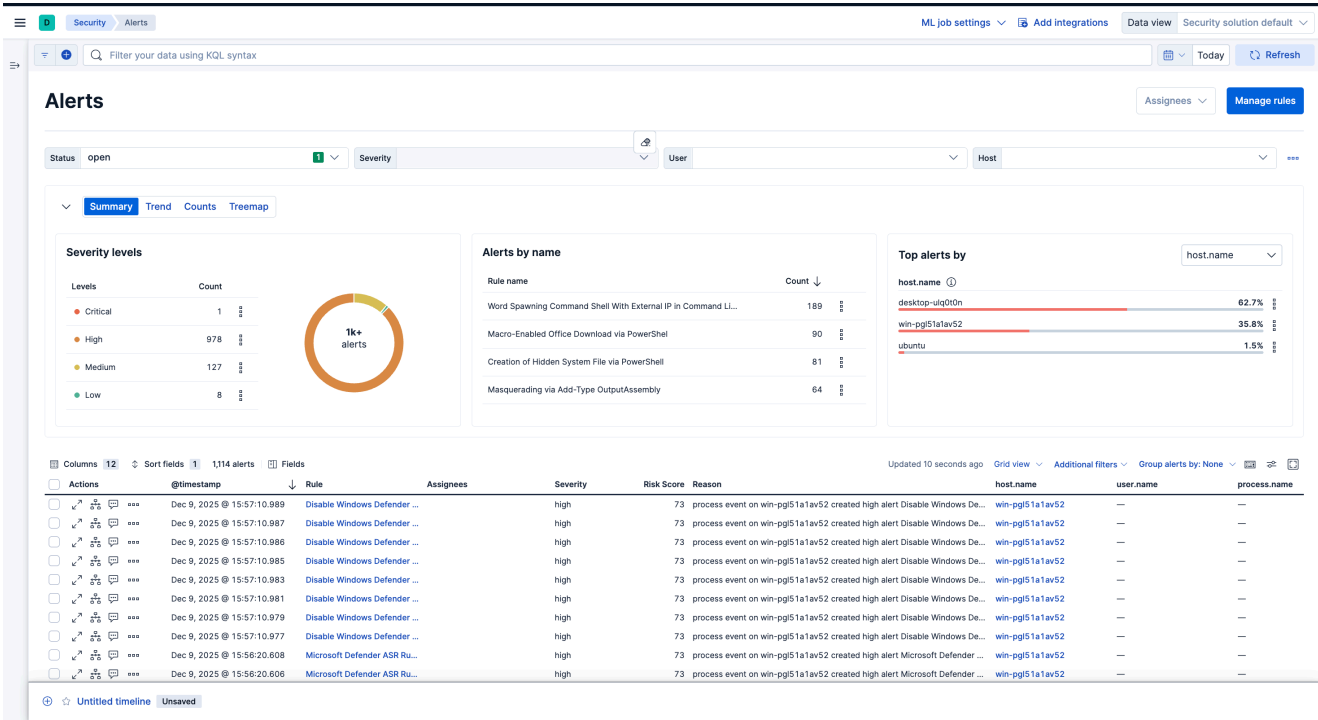 D Security Alerts ML job settings Add integrations Data view Security solution default
Filter your data using KQL syntax Today Refresh
Alerts Assignees Manage rules
Status open 1 Severity User Host
Summary Trend Counts Treemap
Severity levels
Levels Count
Critical 1
High 978
Medium 127
Low 8
1k+
alerts
Alerts by name
Rule name Count
Word Spawning Command Shell With External IP in Command Li... 189
Macro-Enabled Office Download via PowerShel 90
Creation of Hidden System File via PowerShell 81
Masquerading via Add-Type OutputAssembly 64
Top alerts by host.name
host.name
desktop-ulq0t0n 62.7%
win-pgl51a1av52 35.8%
ubuntu 1.5%
Columns 12 Sort fields 1 1,114 alerts Fields Updated 10 seconds ago Grid view Additional filters Group alerts by: None
Actions @timestamp Rule Assignees Severity Risk Score Reason host.name user.name process.name
Dec 9, 2025 @ 15:57:10.989 Disable Windows Defender ... high 73 process event on win-pgl51a1av52 created high alert Disable Windows De... win-pgl51a1av52 — —
Dec 9, 2025 @ 15:57:10.987 Disable Windows Defender ... high 73 process event on win-pgl51a1av52 created high alert Disable Windows De... win-pgl51a1av52 — —
Dec 9, 2025 @ 15:57:10.986 Disable Windows Defender ... high 73 process event on win-pgl51a1av52 created high alert Disable Windows De... win-pgl51a1av52 — —
Dec 9, 2025 @ 15:57:10.985 Disable Windows Defender ... high 73 process event on win-pgl51a1av52 created high alert Disable Windows De... win-pgl51a1av52 — —
Dec 9, 2025 @ 15:57:10.983 Disable Windows Defender ... high 73 process event on win-pgl51a1av52 created high alert Disable Windows De... win-pgl51a1av52 — —
Dec 9, 2025 @ 15:57:10.981 Disable Windows Defender ... high 73 process event on win-pgl51a1av52 created high alert Disable Windows De... win-pgl51a1av52 — —
Dec 9, 2025 @ 15:57:10.979 Disable Windows Defender ... high 73 process event on win-pgl51a1av52 created high alert Disable Windows De... win-pgl51a1av52 — —
Dec 9, 2025 @ 15:57:10.977 Disable Windows Defender ... high 73 process event on win-pgl51a1av52 created high alert Disable Windows De... win-pgl51a1av52 — —
Dec 9, 2025 @ 15:56:20.608 Microsoft Defender ASR Ru... high 73 process event on win-pgl51a1av52 created high alert Microsoft Defender ... win-pgl51a1av52 — —
Dec 9, 2025 @ 15:56:20.606 Microsoft Defender ASR Ru... high 73 process event on win-pgl51a1av52 created high alert Microsoft Defender ... win-pgl51a1av52 — —
Untitled timeline Unsaved